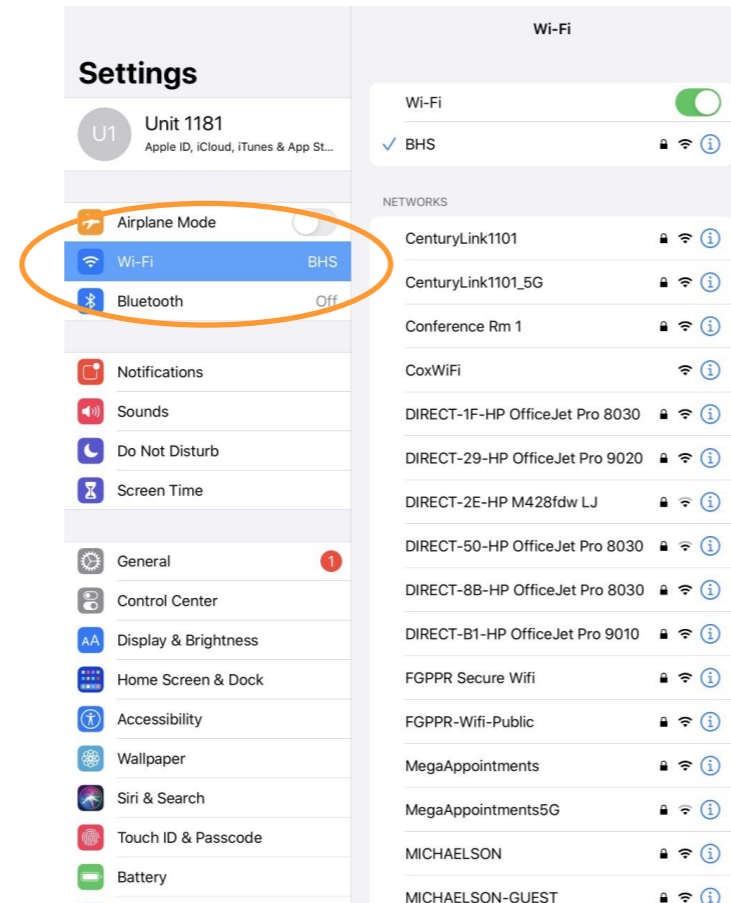 Settings
U1
Unit 1181
Apple ID, iCloud, iTunes & App St...
Airplane Mode
Wi-Fi BHS
Bluetooth Off
Notifications
Sounds
Do Not Disturb
Screen Time
General 1
Control Center
AA Display & Brightness
Home Screen & Dock
Accessibility
Wallpaper
Siri & Search
Touch ID & Passcode
Battery
Wi-Fi
Wi-Fi
BHS
NETWORKS
CenturyLink1101
CenturyLink1101_5G
Conference Rm 1
CoxWiFi
DIRECT-1F-HP OfficeJet Pro 8030
DIRECT-29-HP OfficeJet Pro 9020
DIRECT-2E-HP M428fdw LJ
DIRECT-50-HP OfficeJet Pro 8030
DIRECT-8B-HP OfficeJet Pro 8030
DIRECT-B1-HP OfficeJet Pro 9010
FGPPR Secure Wifi
FGPPR-Wifi-Public
MegaAppointments
MegaAppointments5G
MICHAELSON
MICHAELSON-GUEST